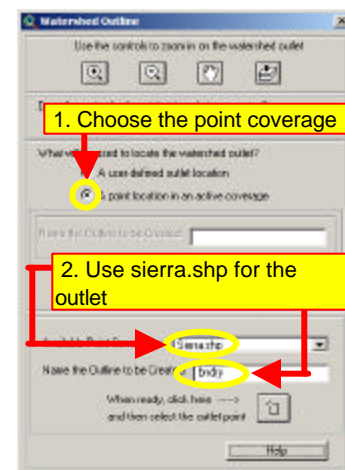 Watershed Outline
Use the controls to zoom in on the watershed outlet
1. Choose the point coverage
What will be used to locate the watershed outlet?
A user defined outlet location
A point location in an active coverage
Name the Outline to be Created:
2. Use sierra.shp for the
outlet
Sierra.shp
Name the Outline to be Created: bndry
When ready, click here ---->
and then select the outlet point
Help